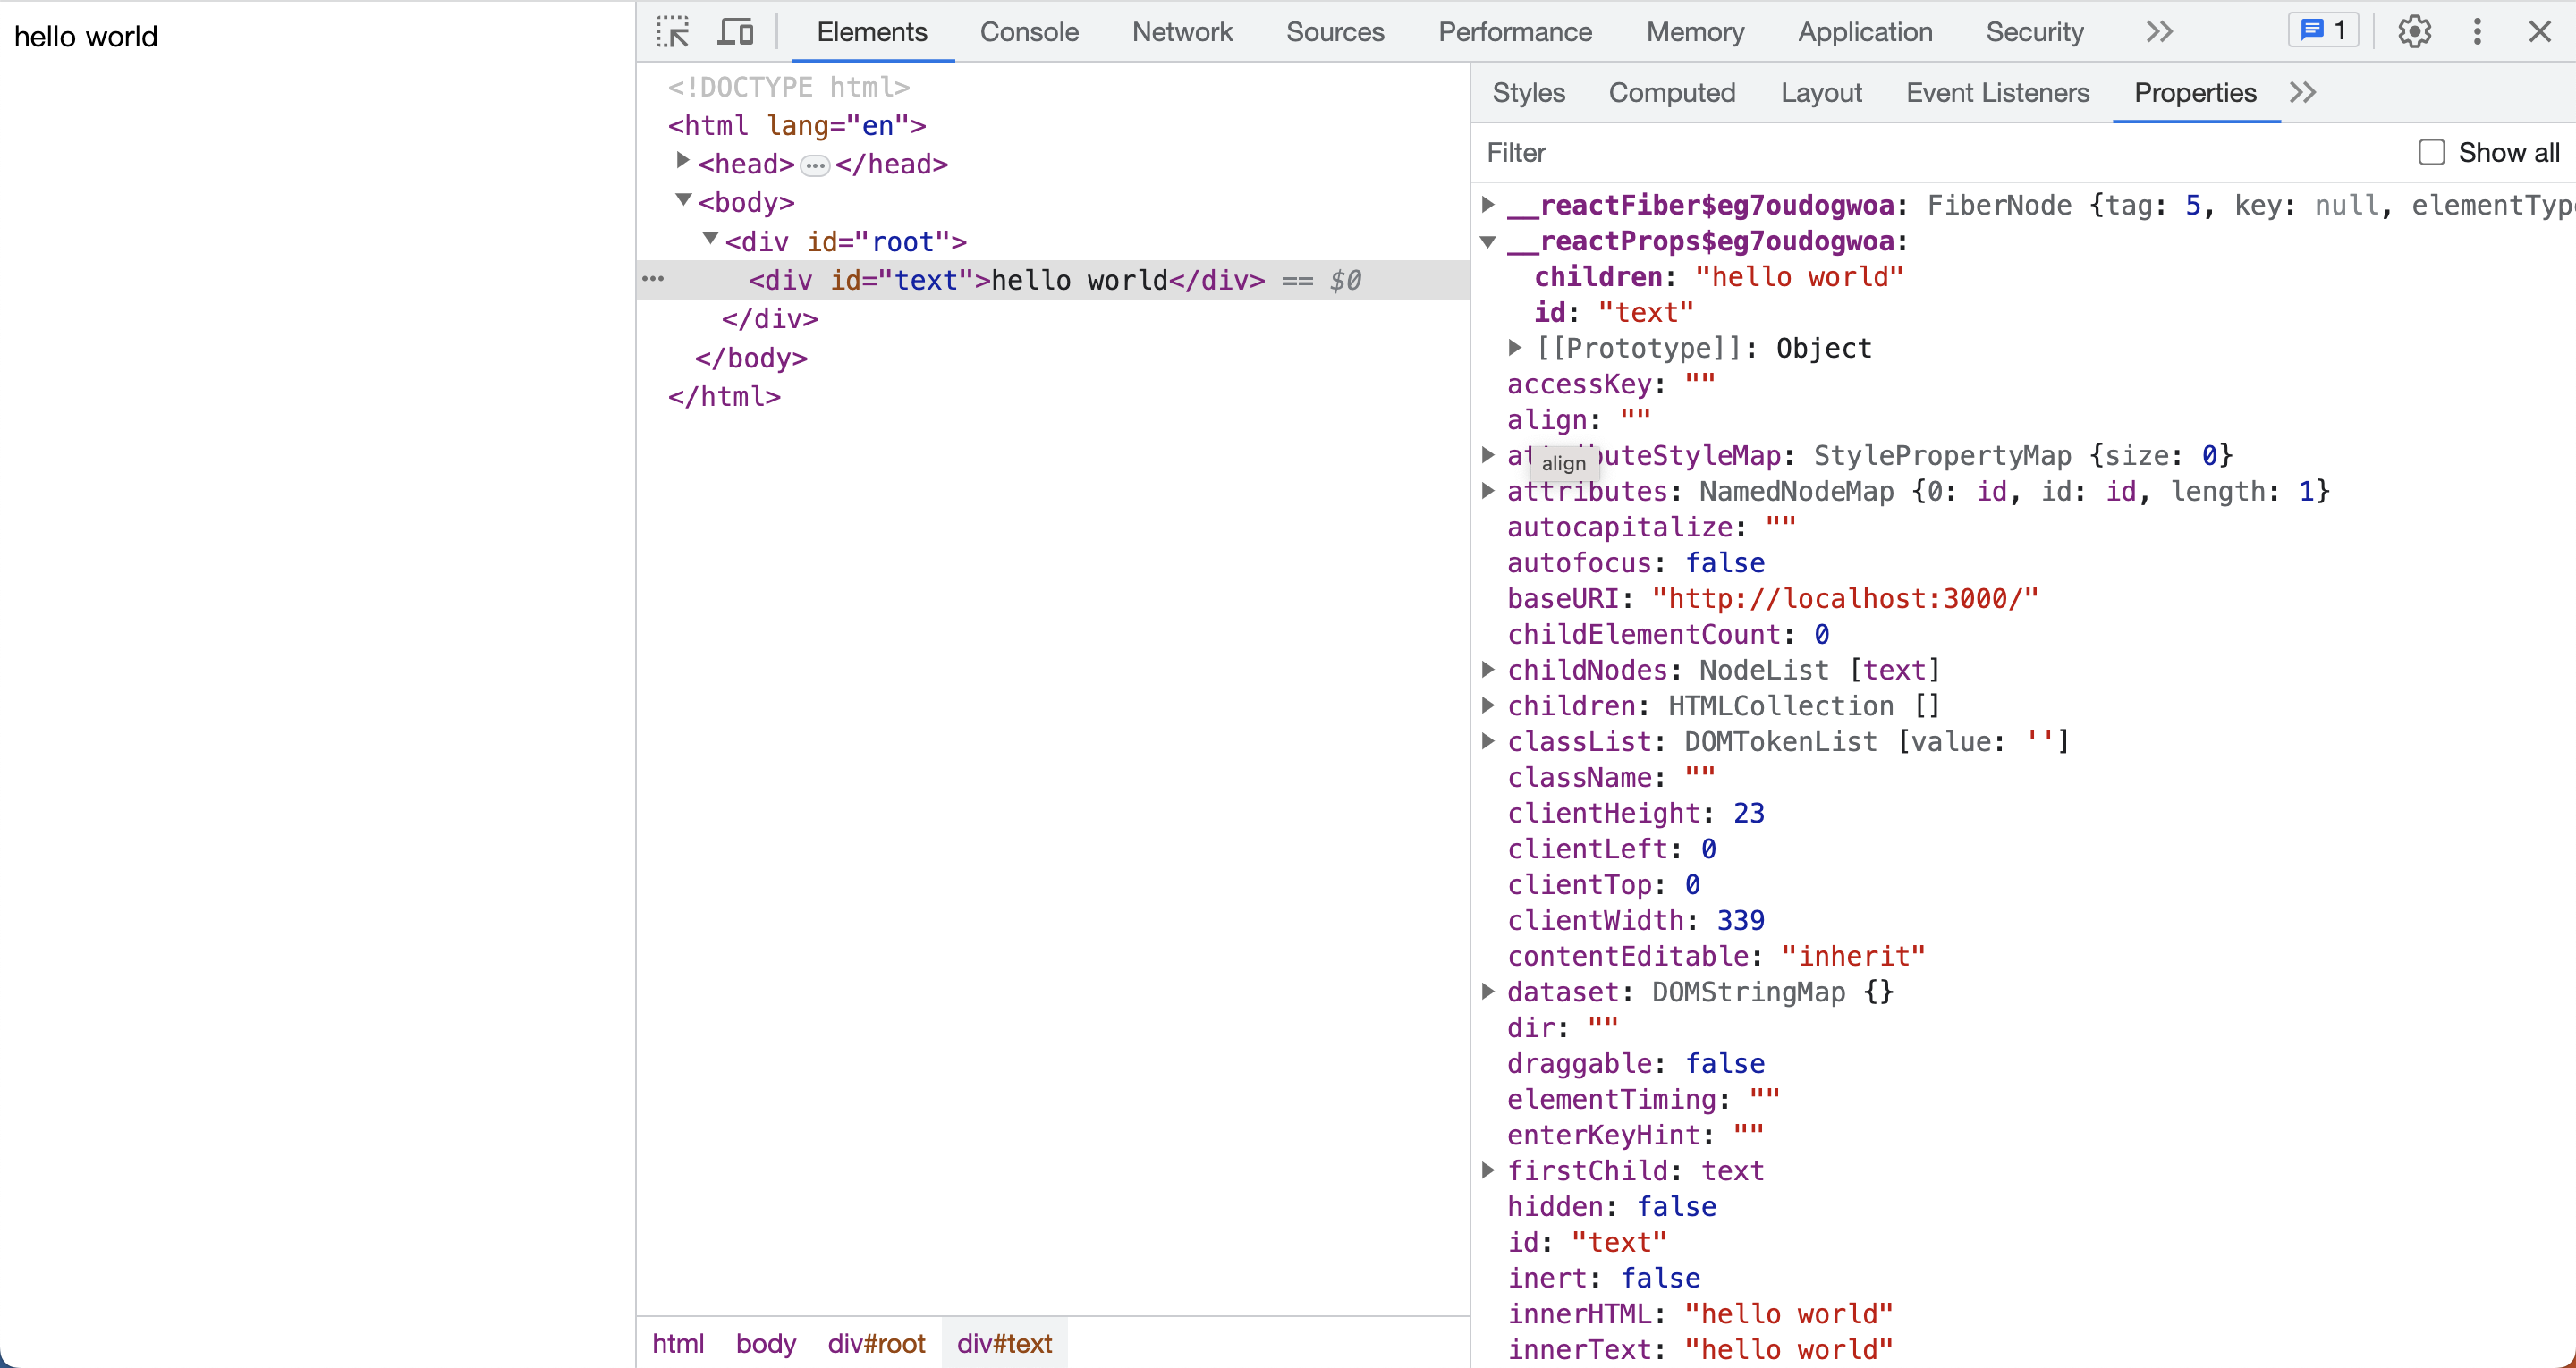 hello world
Elements Console Network Sources Performance Memory Application Security 1
<!DOCTYPE html>
<html lang="en">
<head>…</head>
<body>
<div id="root">
<div id="text">hello world</div> == $0
</div>
</body>
</html>
html body div#root div#text
Styles Computed Layout Event Listeners Properties
Filter Show all
__reactFiber$eg7oudogwoa: FiberNode {tag: 5, key: null, elementTyp
__reactProps$eg7oudogwoa:
children: "hello world"
id: "text"
[[Prototype]]: Object
accessKey: ""
align: ""
attributeStyleMap: StylePropertyMap {size: 0}
align
attributes: NamedNodeMap {0: id, id: id, length: 1}
autocapitalize: ""
autofocus: false
baseURI: "http://localhost:3000/"
childElementCount: 0
childNodes: NodeList [text]
children: HTMLCollection []
classList: DOMTokenList [value: '']
className: ""
clientHeight: 23
clientLeft: 0
clientTop: 0
clientWidth: 339
contentEditable: "inherit"
dataset: DOMStringMap {}
dir: ""
draggable: false
elementTiming: ""
enterKeyHint: ""
firstChild: text
hidden: false
id: "text"
inert: false
innerHTML: "hello world"
innerText: "hello world"